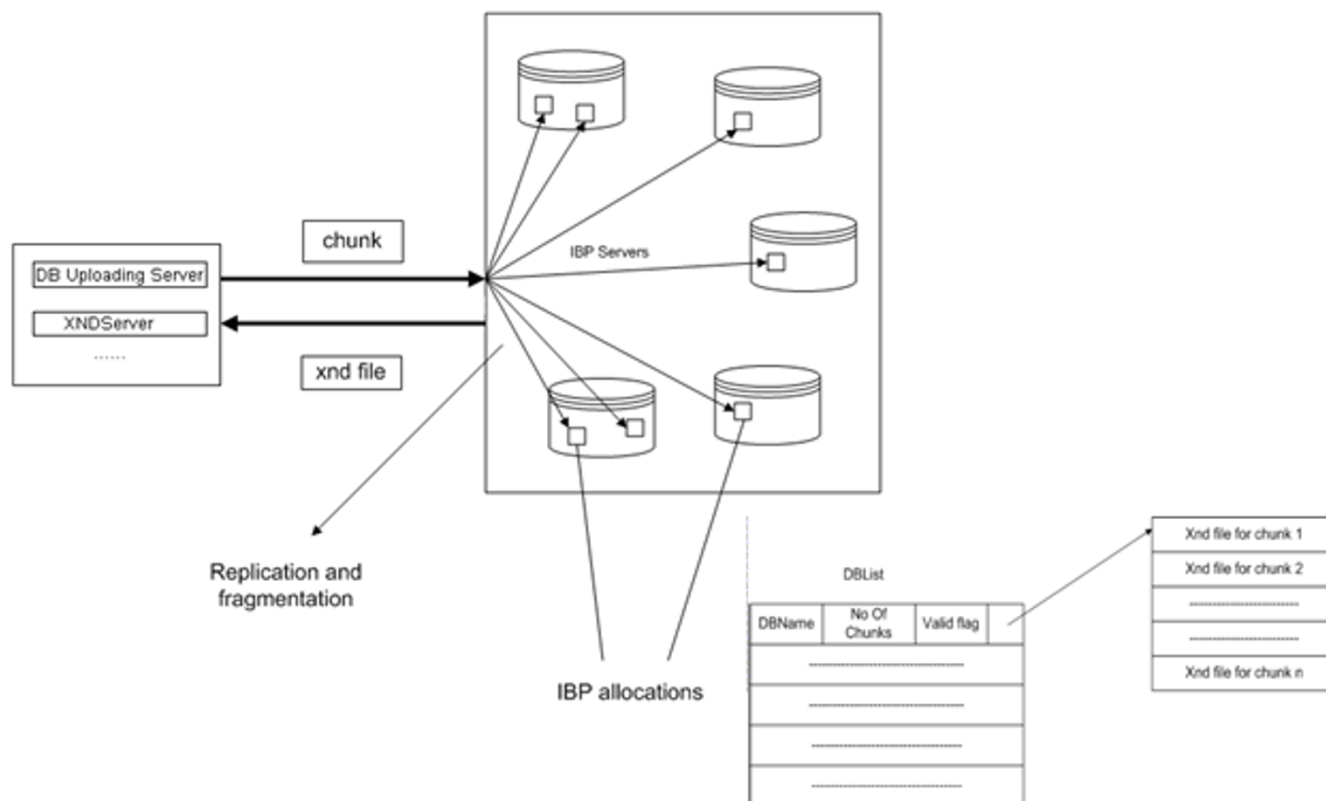 chunk
IBP Servers
DB Uploading Server
XNDServer
......
xnd file
Replication and
fragmentation
IBP allocations
DBList
DBName
No Of
Chunks
Valid flag
Xnd file for chunk 1
Xnd file for chunk 2
Xnd file for chunk n